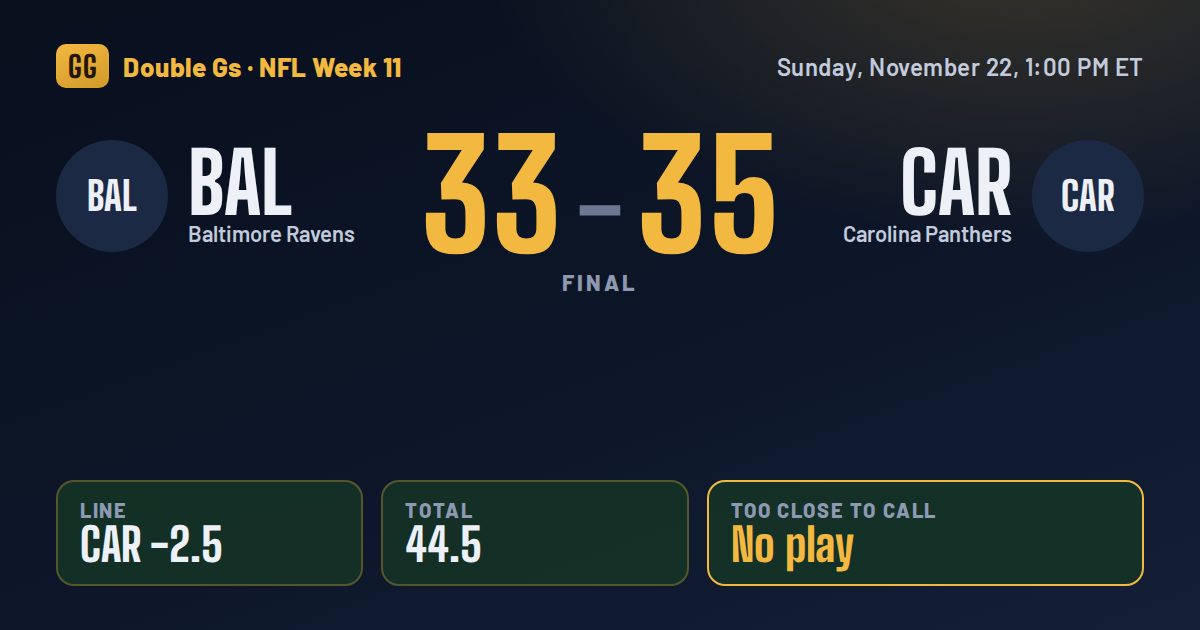 GG Double Gs · NFL Week 11
Sunday, November 22, 1:00 PM ET
BAL
BAL
Baltimore Ravens
33 – 35
FINAL
CAR
Carolina Panthers
CAR
LINE
CAR −2.5
TOTAL
44.5
TOO CLOSE TO CALL
No play